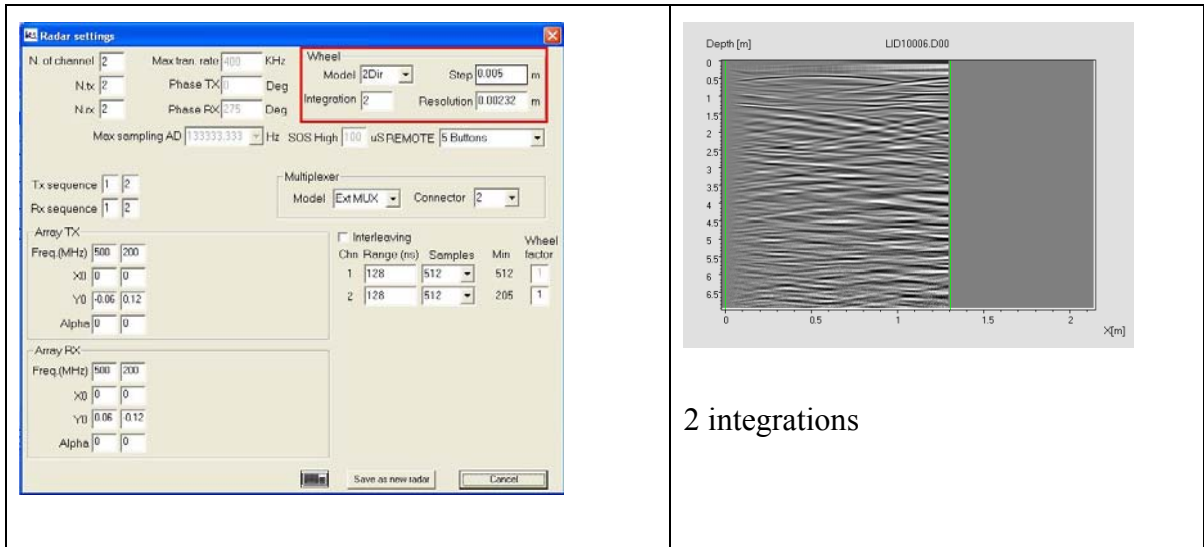 Radar settings
N. of channel 2 Max tran. rate 400 KHz
N.tx 2 Phase TX 0 Deg
N.rx 2 Phase RX 275 Deg
Wheel
Model 2Dir Step 0.005 m
Integration 2 Resolution 0.00232 m
Max sampling AD 133333.333 Hz SOS High 100 uS REMOTE 5 Buttons
Tx sequence 1 2
Rx sequence 1 2
Multiplexer
Model Ext MUX Connector 2
Array TX
Freq.(MHz) 500 200
X0 0 0
Y0 -0.06 0.12
Alpha 0 0
Interleaving
Wheel
Chn Range (ns) Samples Min factor
1 128 512 512 1
2 128 512 205 1
Array RX
Freq.(MHz) 500 200
X0 0 0
Y0 0.06 -0.12
Alpha 0 0
Save as new radar Cancel
Depth [m] LID10006.D00
0
0.5
1
1.5
2
2.5
3
3.5
4
4.5
5
5.5
6
6.5
0 0.5 1 1.5 2
X[m]
2 integrations